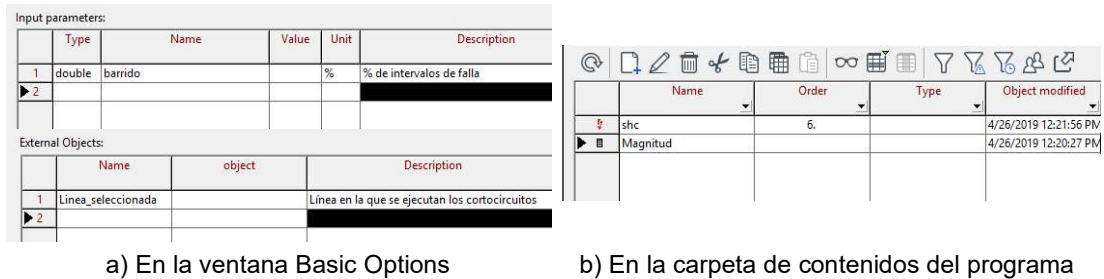 Input parameters:
Type Name Value Unit Description
1 double barrido % % de intervalos de falla
2
External Objects:
Name object Description
1 Linea_seleccionada Línea en la que se ejecutan los cortocircuitos
2
a) En la ventana Basic Options
Name Order Type Object modified
shc 6. 4/26/2019 12:21:56 PM
Magnitud 4/26/2019 12:20:27 PM
b) En la carpeta de contenidos del programa